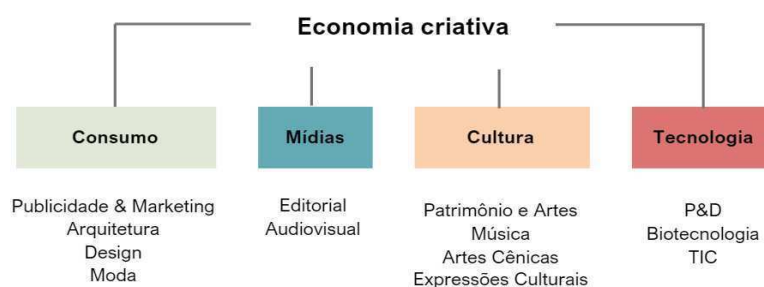 Economia criativa
Consumo
Mídias
Cultura
Tecnologia
Publicidade & Marketing
Arquitetura
Design
Moda
Editorial
Audiovisual
Patrimônio e Artes
Música
Artes Cênicas
Expressões Culturais
P&D
Biotecnologia
TIC